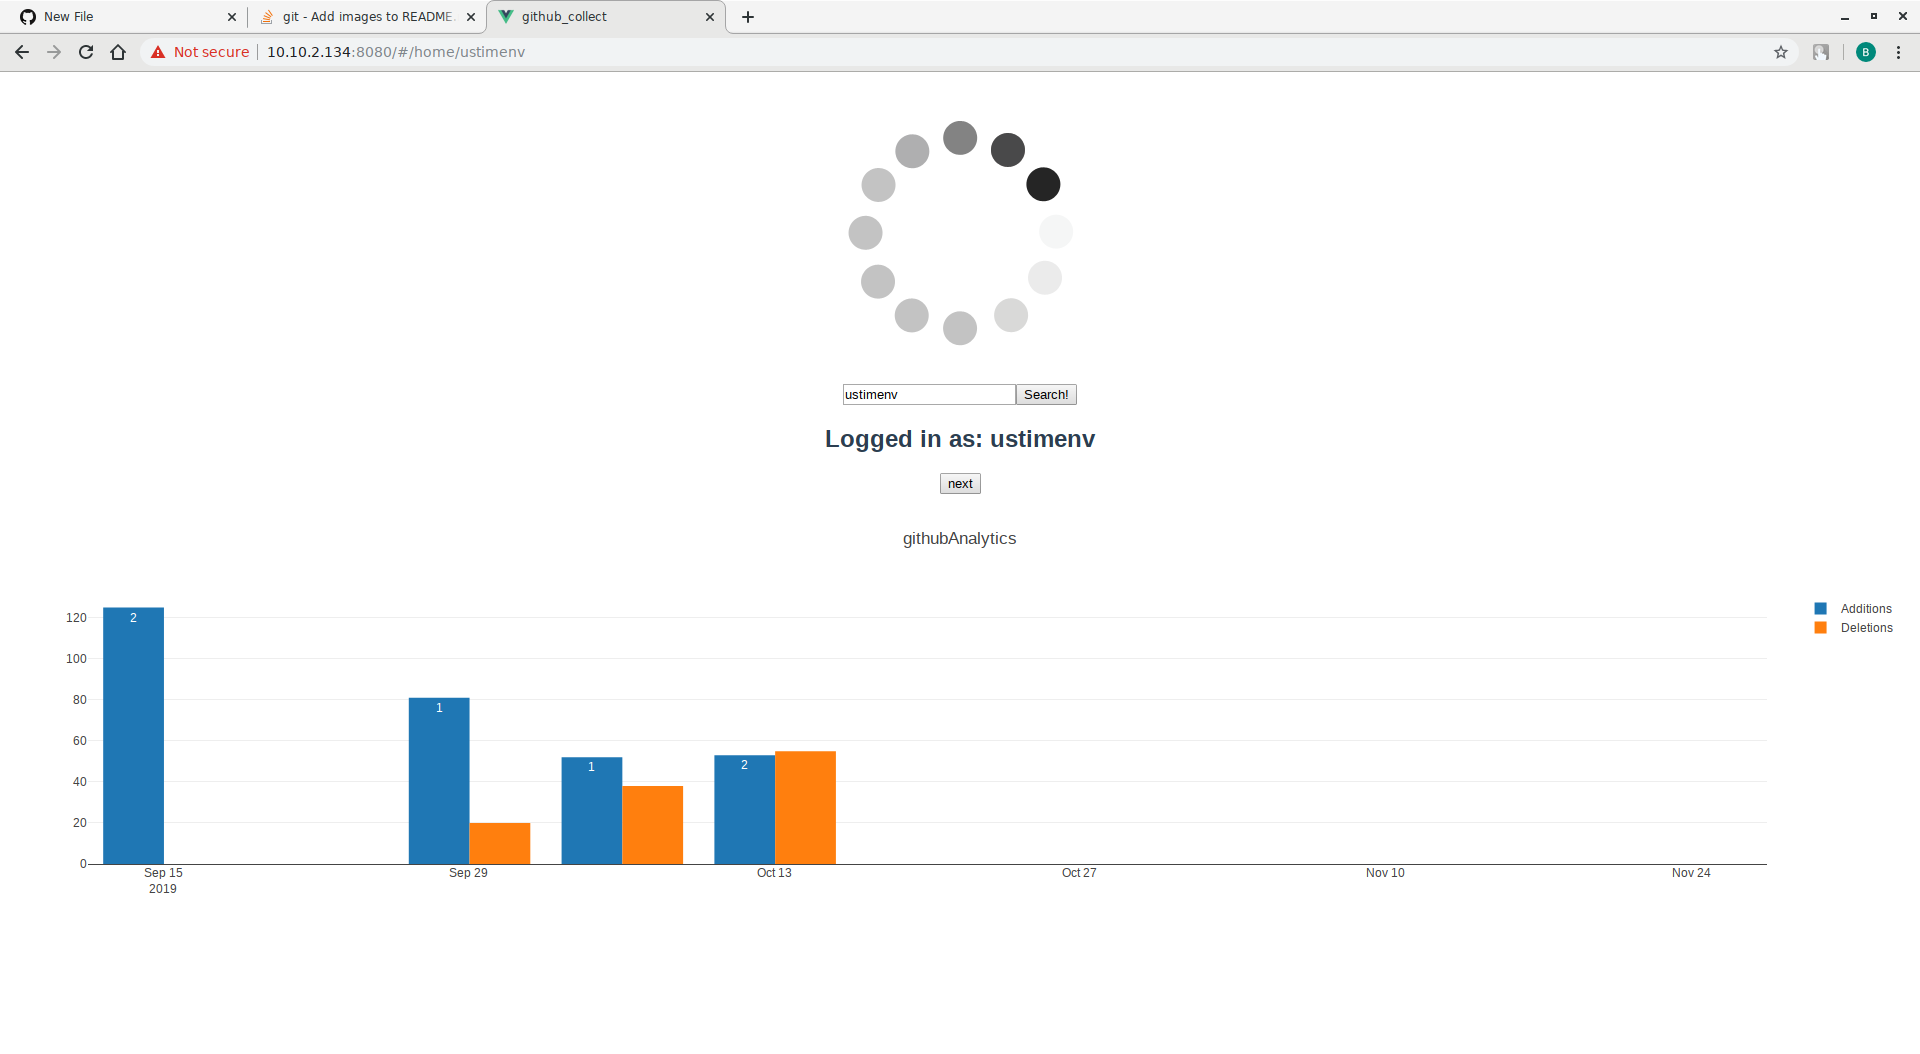 New File
git - Add images to README.
github_collect
Not secure
10.10.2.134:8080/#/home/ustimenv
B
ustimenv
Search!
Logged in as: ustimenv
next
githubAnalytics
Additions
Deletions
120
100
80
60
40
20
0
2
1
1
2
Sep 15
2019
Sep 29
Oct 13
Oct 27
Nov 10
Nov 24